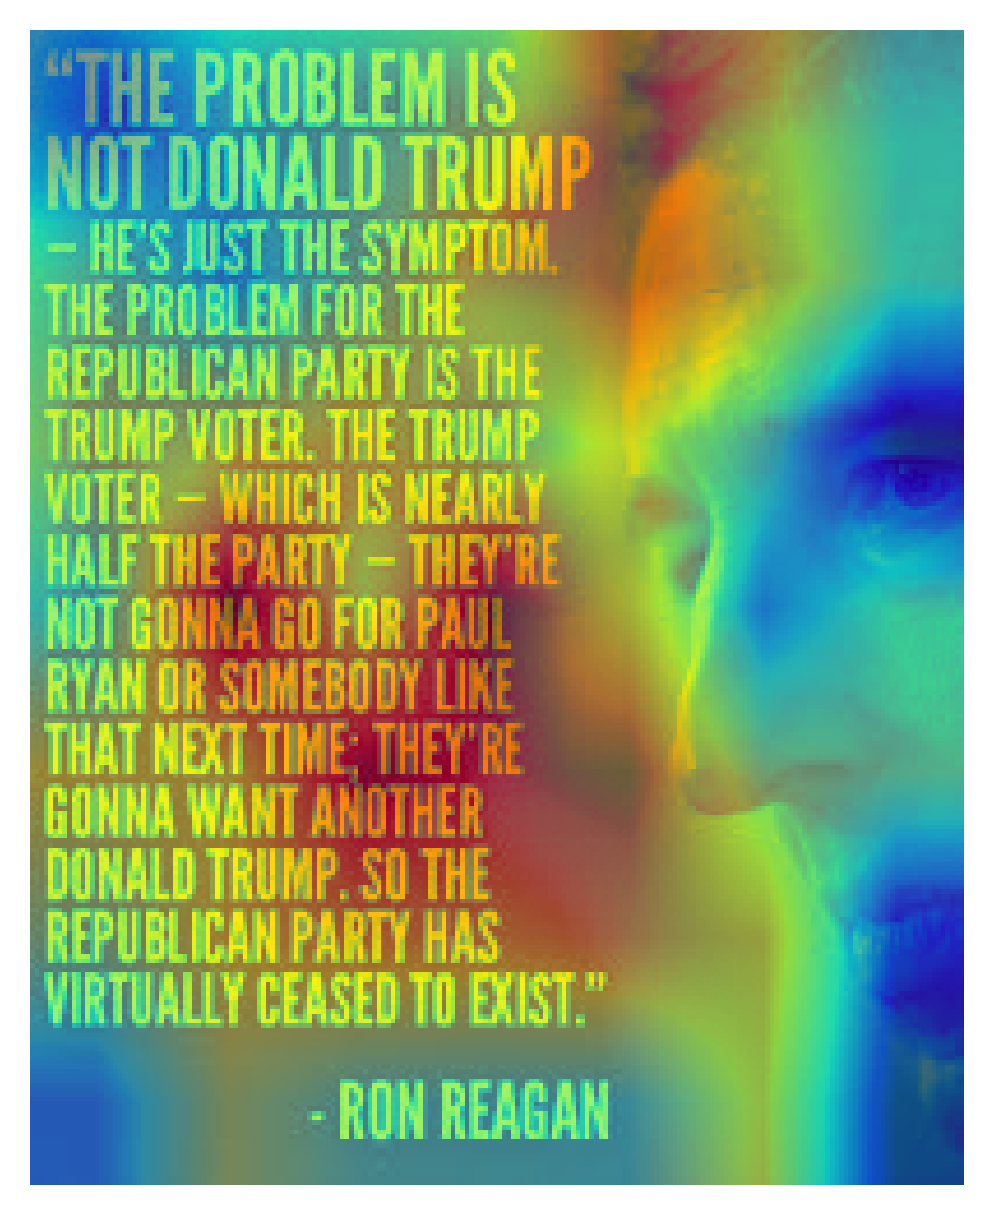 “THE PROBLEM IS
NOT DONALD TRUMP
– HE'S JUST THE SYMPTOM.
THE PROBLEM FOR THE
REPUBLICAN PARTY IS THE
TRUMP VOTER. THE TRUMP
VOTER – WHICH IS NEARLY
HALF THE PARTY – THEY'RE
NOT GONNA GO FOR PAUL
RYAN OR SOMEBODY LIKE
THAT NEXT TIME; THEY'RE
GONNA WANT ANOTHER
DONALD TRUMP. SO THE
REPUBLICAN PARTY HAS
VIRTUALLY CEASED TO EXIST.”
- RON REAGAN